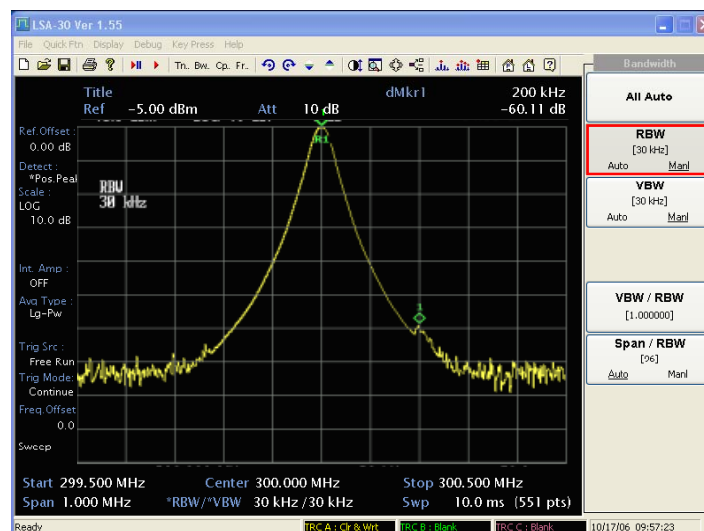 LSA-30 Ver 1.55
File Quick Ftn Display Debug Key Press Help
Tn. Bw. Cp. Fr.
Bandwidth
Title
dMkr1
200 kHz
Ref -5.00 dBm
Att 10 dB
-60.11 dB
Ref.Offset :
0.00 dB
Detect :
*Pos.Peal
Scale :
LOG
10.0 dB
Int. Amp :
OFF
Avg Type :
Lg-Pw
Trig Src :
Free Run
Trig Mode:
Continue
Freq.Offset
0.0
Sweep
R1
RBW
30 kHz
1
Start 299.500 MHz
Center 300.000 MHz
Stop 300.500 MHz
Span 1.000 MHz
*RBW/*VBW 30 kHz /30 kHz
Swp 10.0 ms (551 pts)
All Auto
RBW
[30 kHz]
Auto Manl
VBW
[30 kHz]
Auto Manl
VBW / RBW
[1.000000]
Span / RBW
[96]
Auto Manl
Ready
TRC A : Clr & Wrt
TRC B : Blank
TRC C : Blank
10/17/06 09:57:23